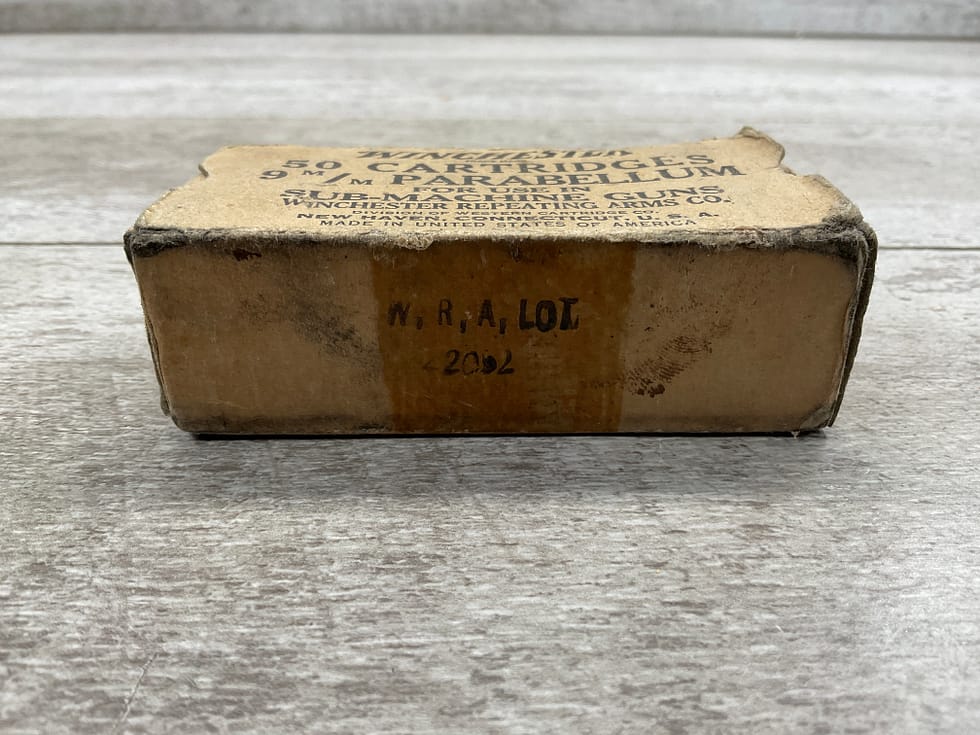 WINCHESTER
50 CARTRIDGES
9 M/M PARABELLUM
FOR USE IN
SUB-MACHINE GUNS
WINCHESTER REPEATING ARMS CO.
DIVISION OF WESTERN CARTRIDGE CO.
NEW HAVEN, CONNECTICUT, U. S. A.
MADE IN UNITED STATES OF AMERICA
W, R, A, LOT